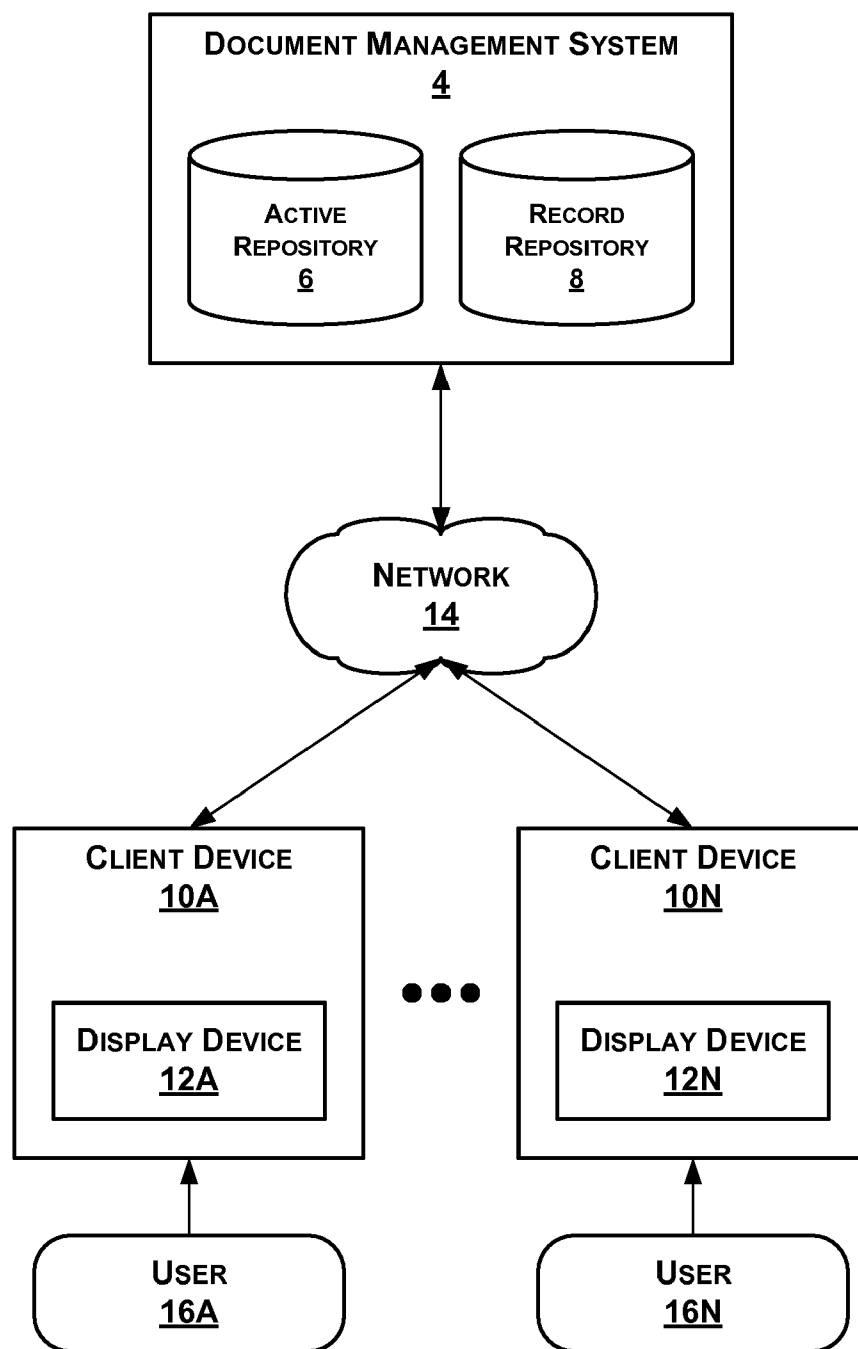 DOCUMENT MANAGEMENT SYSTEM
4
ACTIVE
REPOSITORY
6
RECORD
REPOSITORY
8
NETWORK
14
CLIENT DEVICE
10A
DISPLAY DEVICE
12A
CLIENT DEVICE
10N
DISPLAY DEVICE
12N
USER
16A
USER
16N